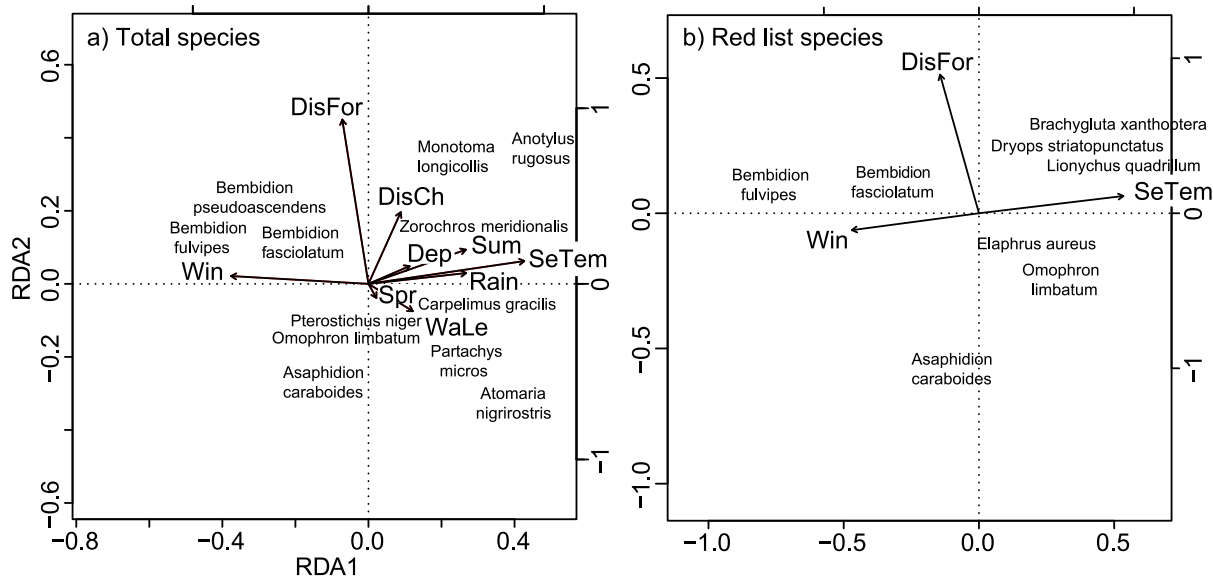 a) Total species
DisFor
Monotoma
longicollis
Anotylus
rugosus
Bembidion
pseudoascendens
DisCh
Bembidion
fulvipes
Bembidion
fasciolatum
Zorochros meridionalis
Dep
Sum
SeTem
Win
Rain
Spr
Carpelimus gracilis
Pterostichus niger
Omophron limbatum
WaLe
Partachys
micros
Asaphidion
caraboides
Atomaria
nigrirostris
0.6
0.2
0.0
−0.2
−0.6
RDA2
1
0
-1
−0.8
−0.4
0.0
0.4
RDA1
b) Red list species
DisFor
Brachygluta xanthoptera
Dryops striatopunctatus
Lionychus quadrillum
Bembidion
fulvipes
Bembidion
fasciolatum
SeTem
Win
Elaphrus aureus
Omophron
limbatum
Asaphidion
caraboides
0.5
0.0
−0.5
−1.0
1
0
-1
−1.0
−0.5
0.0
0.5